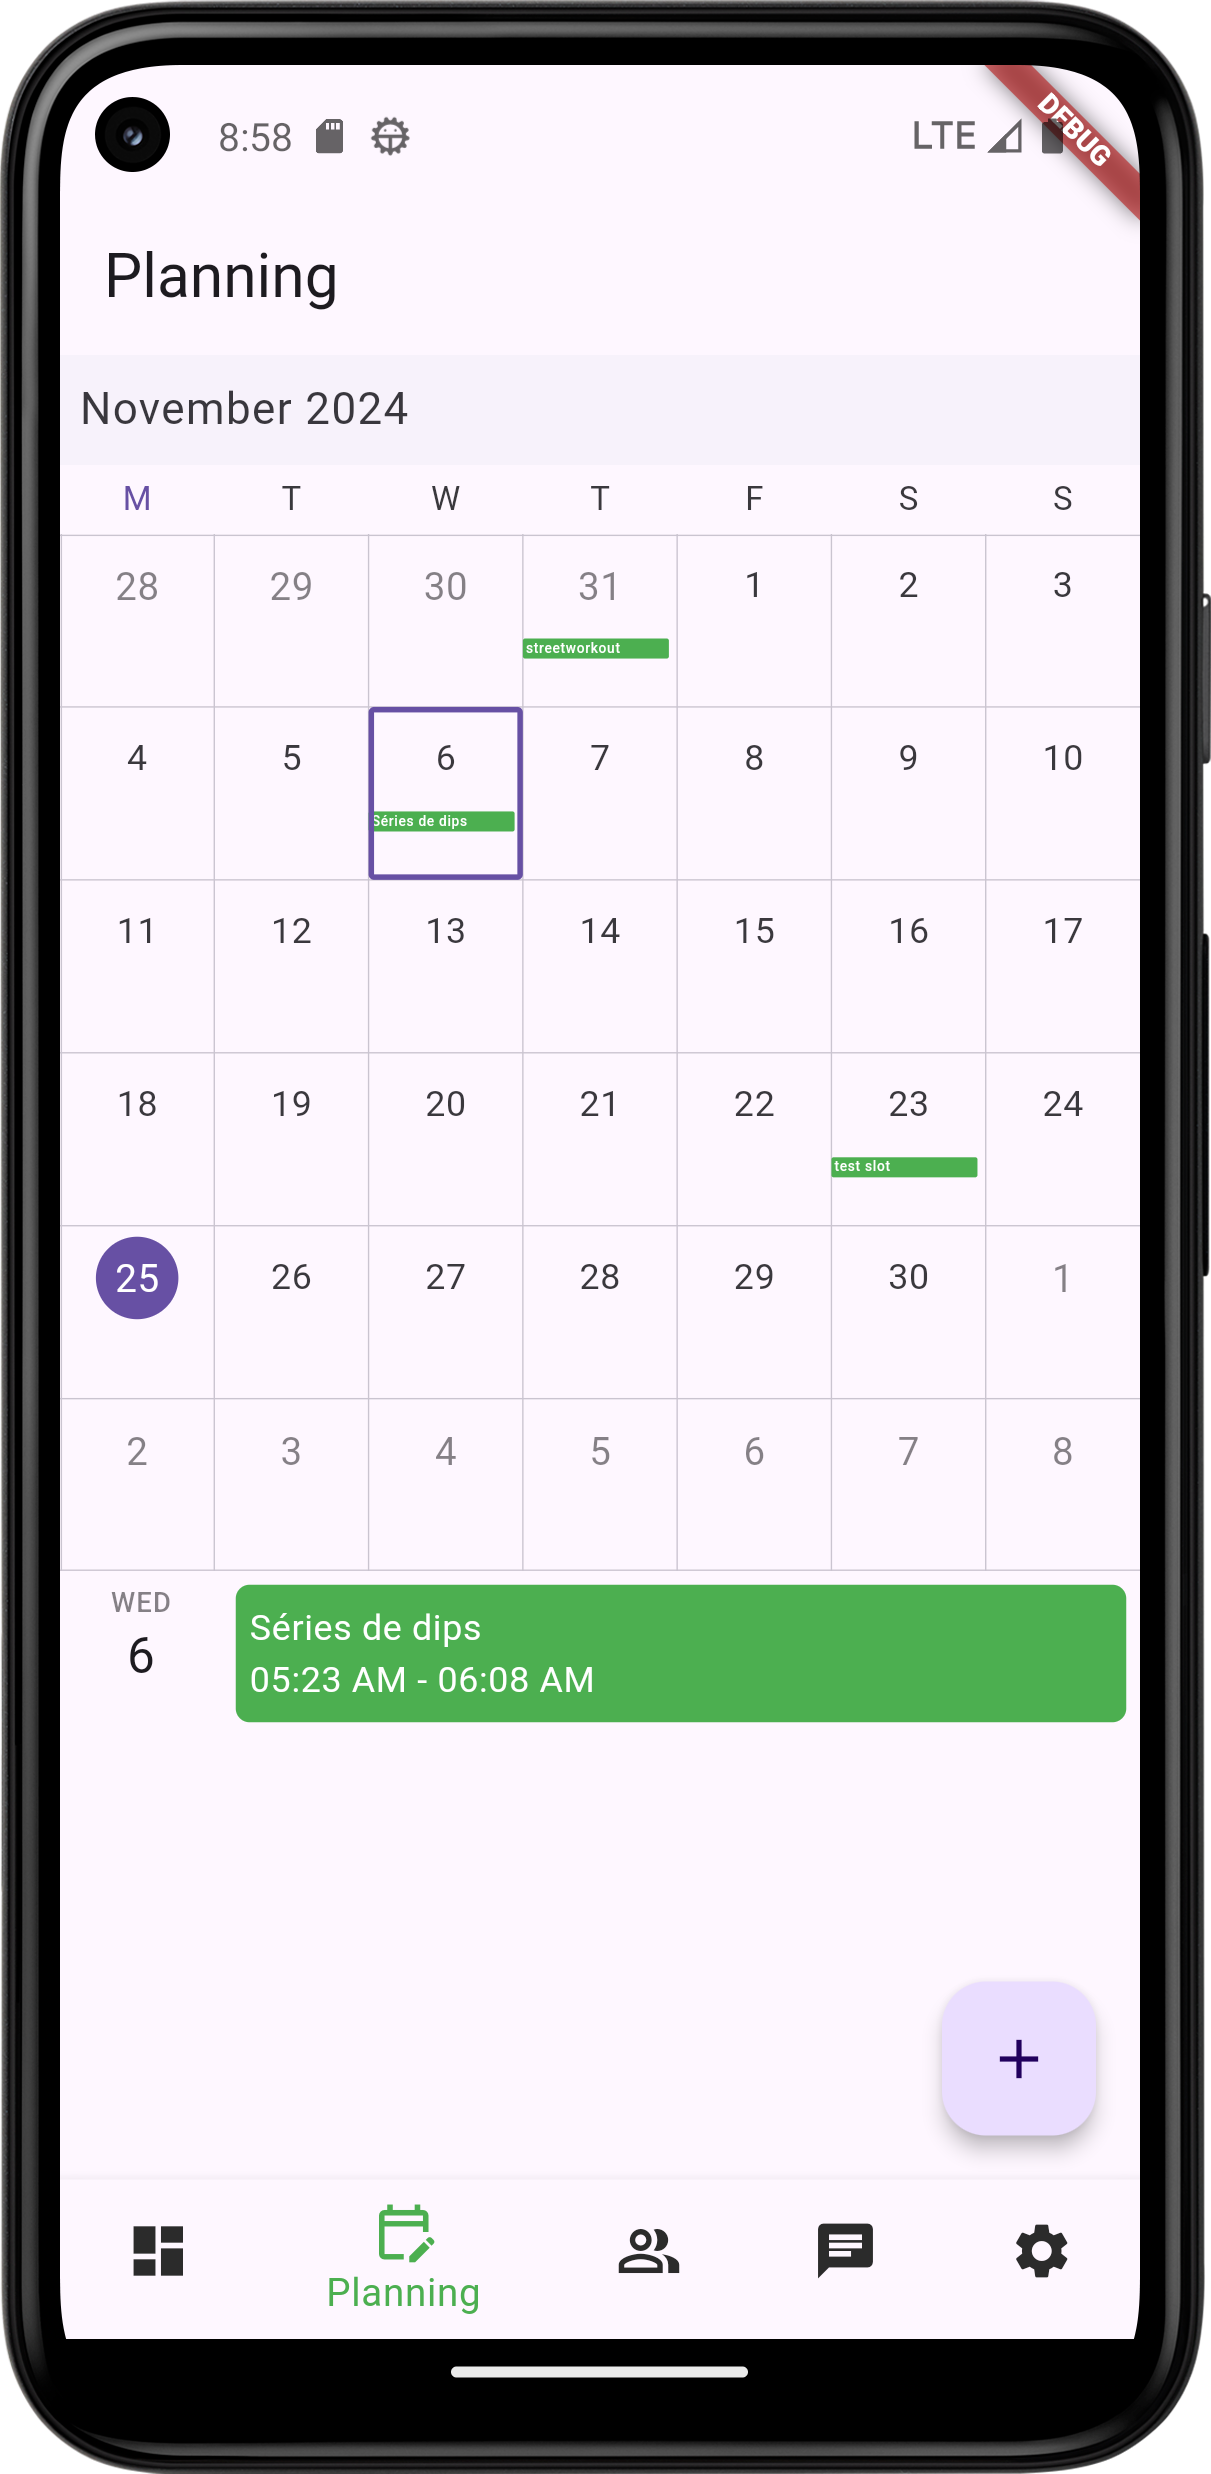 8:58 LTE
DEBUG
Planning
November 2024
M T W T F S S
28 29 30 31 1 2 3
streetworkout
4 5 6 7 8 9 10
Séries de dips
11 12 13 14 15 16 17
18 19 20 21 22 23 24
test slot
25 26 27 28 29 30 1
2 3 4 5 6 7 8
WED
6
Séries de dips
05:23 AM - 06:08 AM
Planning